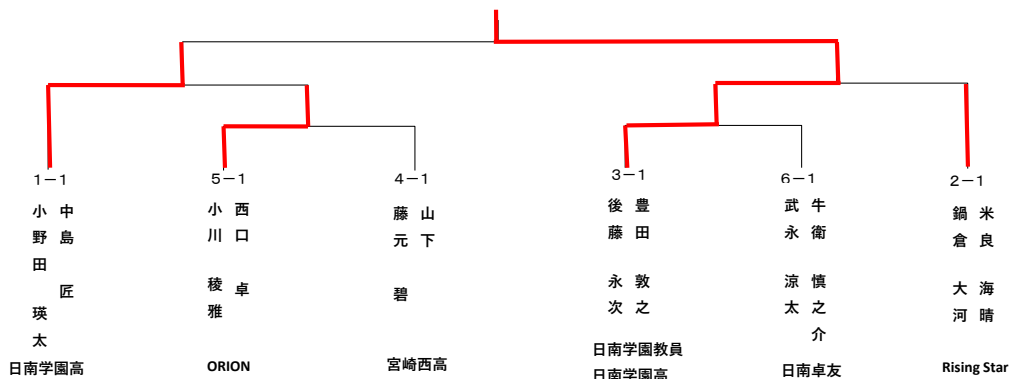 1-1
中島 匠
小野田 瑛太
日南学園高
5-1
西口 卓
小川 稜雅
ORION
4-1
山下
藤元 碧
宮崎西高
3-1
豊田 敦之
後藤 永次
日南学園教員
日南学園高
6-1
牛衛 慎之介
武永 涼太
日南卓友
2-1
米良 海晴
鍋倉 大河
Rising Star